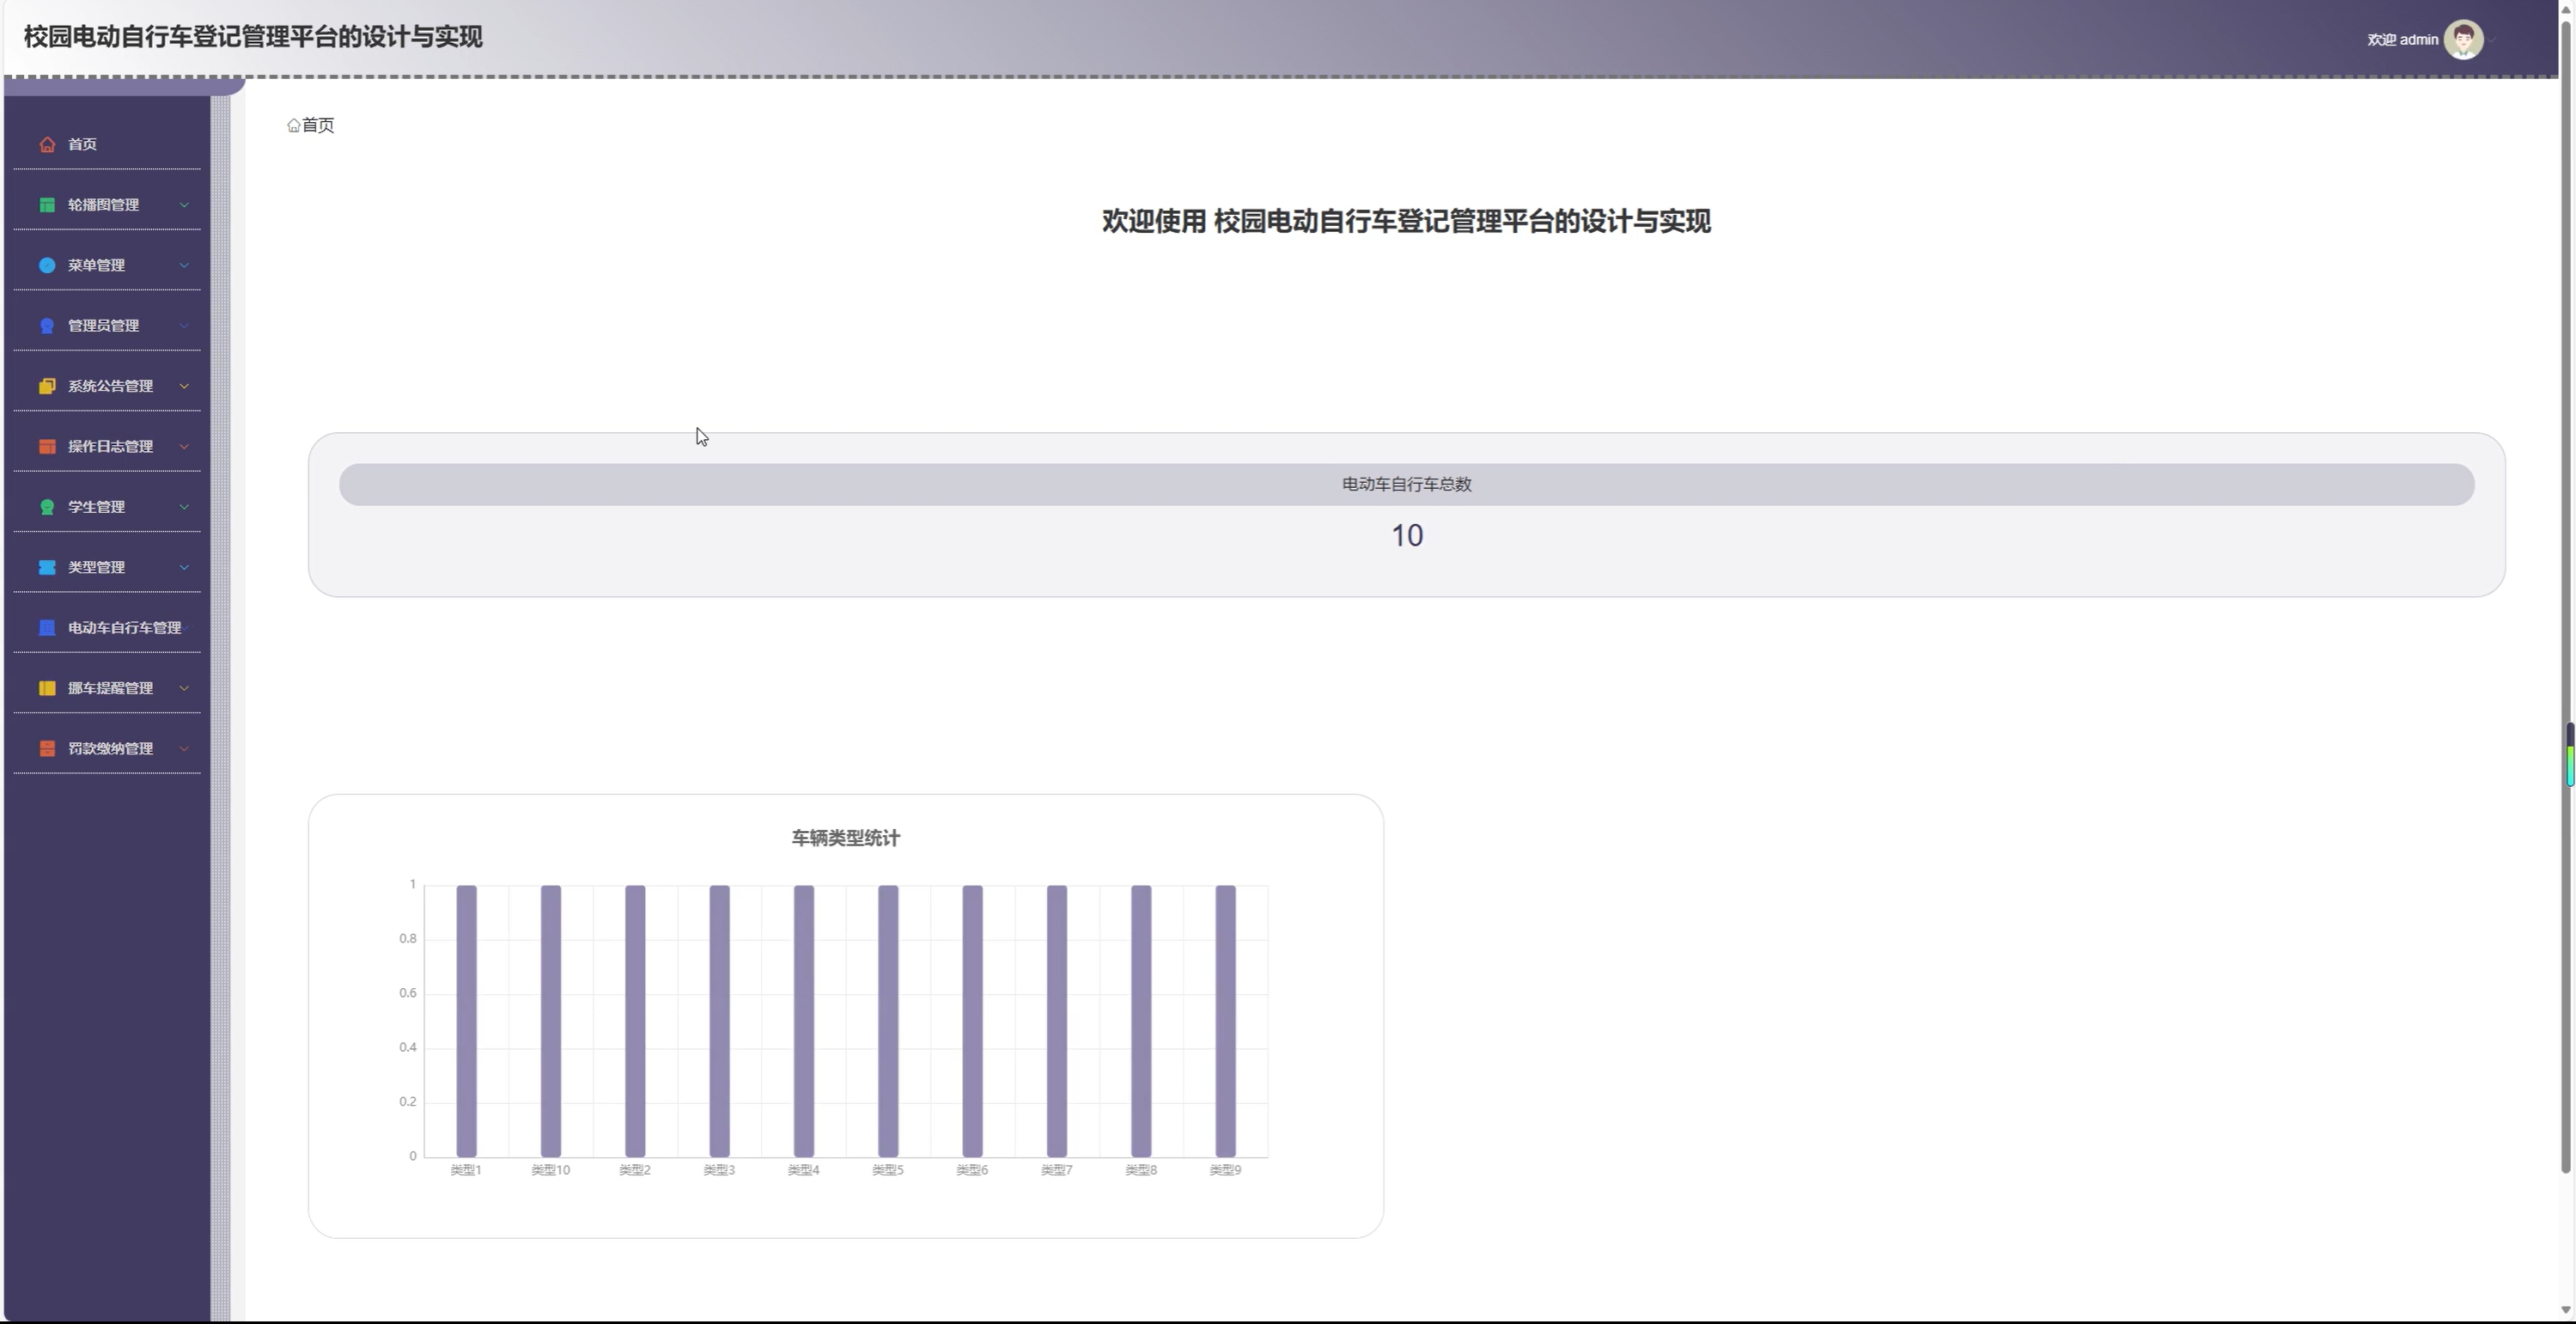 校园电动自行车登记管理平台的设计与实现
欢迎 admin
首页
轮播图管理
菜单管理
管理员管理
系统公告管理
操作日志管理
学生管理
类型管理
电动车自行车管理
挪车提醒管理
罚款缴纳管理
首页
欢迎使用 校园电动自行车登记管理平台的设计与实现
电动车自行车总数
10
车辆类型统计
1
0.8
0.6
0.4
0.2
0
类型1 类型10 类型2 类型3 类型4 类型5 类型6 类型7 类型8 类型9